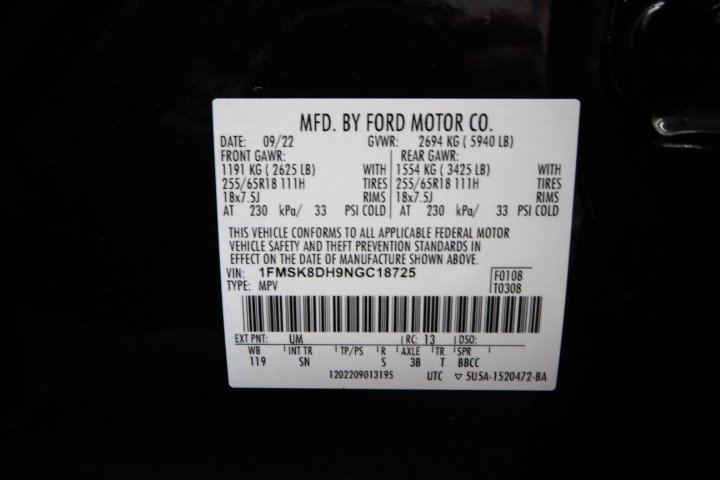 MFD. BY FORD MOTOR CO.
DATE: 09/22 GVWR: 2694 KG ( 5940 LB)
FRONT GAWR: REAR GAWR:
1191 KG ( 2625 LB) WITH 1554 KG ( 3425 LB) WITH
255/65R18 111H TIRES 255/65R18 111H TIRES
18x7.5J RIMS 18x7.5J RIMS
AT 230 kPa/ 33 PSI COLD AT 230 kPa/ 33 PSI COLD
THIS VEHICLE CONFORMS TO ALL APPLICABLE FEDERAL MOTOR
VEHICLE SAFETY AND THEFT PREVENTION STANDARDS IN
EFFECT ON THE DATE OF MANUFACTURE SHOWN ABOVE.
VIN: 1FMSK8DH9NGC18725 F0108
TYPE: MPV T0308
EXT PNT: UM RC: 13 DSO:
WB INT TR TP/PS R AXLE TR SPR
119 SN S 3B T BBCC
1202209013195 UTC ▽ 5U5A-1520472-BA